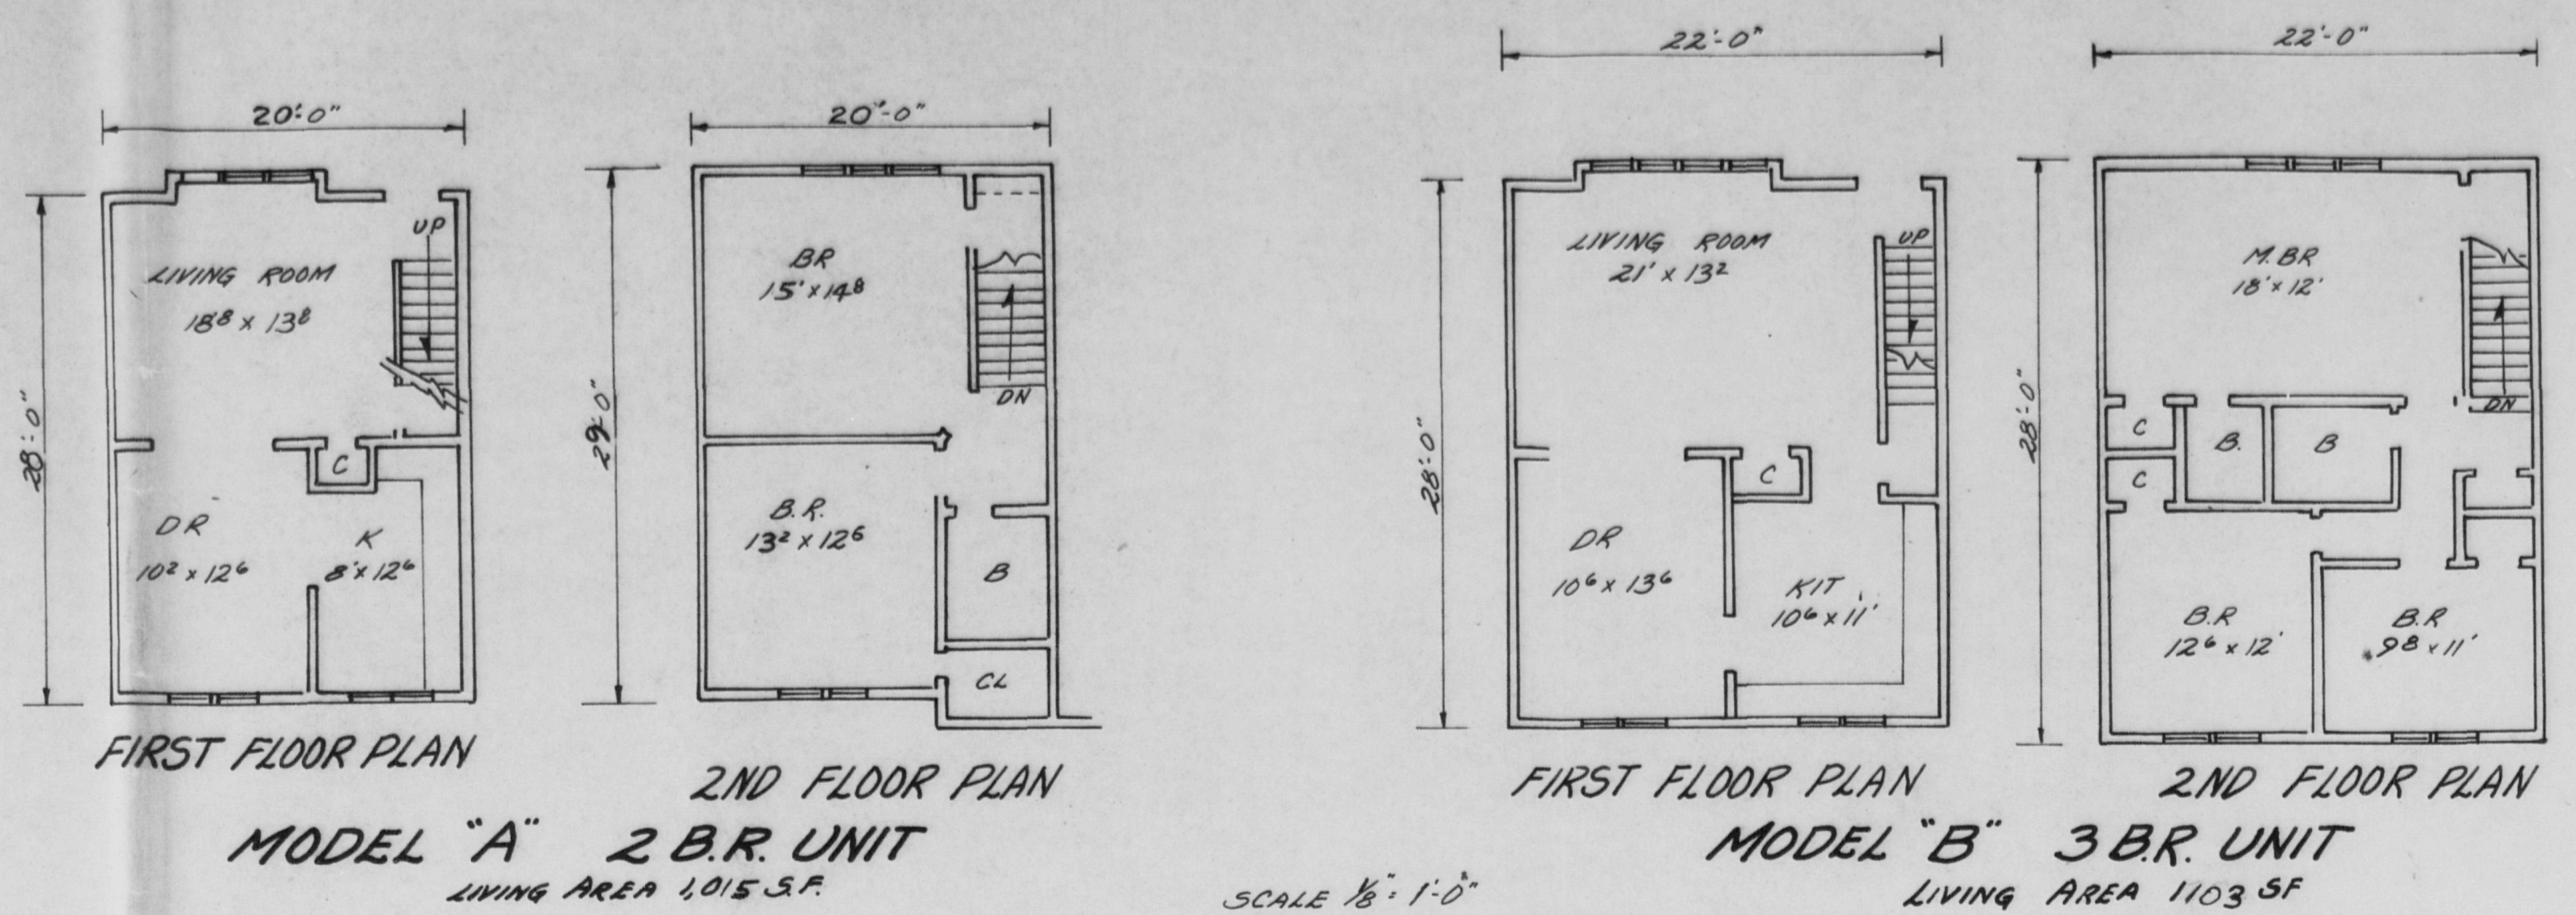 20'-0"
28'-0"
UP
LIVING ROOM
18⁸ x 13⁸
C
DR
10² x 12⁶
K
8' x 12⁶
FIRST FLOOR PLAN
20'-0"
29'-0"
BR
15' x 14⁸
DN
B.R.
13² x 12⁶
B
CL
2ND FLOOR PLAN
MODEL "A" 2 B.R. UNIT
LIVING AREA 1,015 S.F.
SCALE 1/8" = 1'-0"
22'-0"
28'-0"
LIVING ROOM
21' x 13²
UP
C
DR
10⁶ x 13⁶
KIT.
10⁶ x 11'
FIRST FLOOR PLAN
22'-0"
28'-0"
M.BR
18' x 12'
DN
C
B.
B
C
B.R
12⁶ x 12'
B.R
9⁸ x 11'
2ND FLOOR PLAN
MODEL "B" 3 B.R. UNIT
LIVING AREA 1103 SF